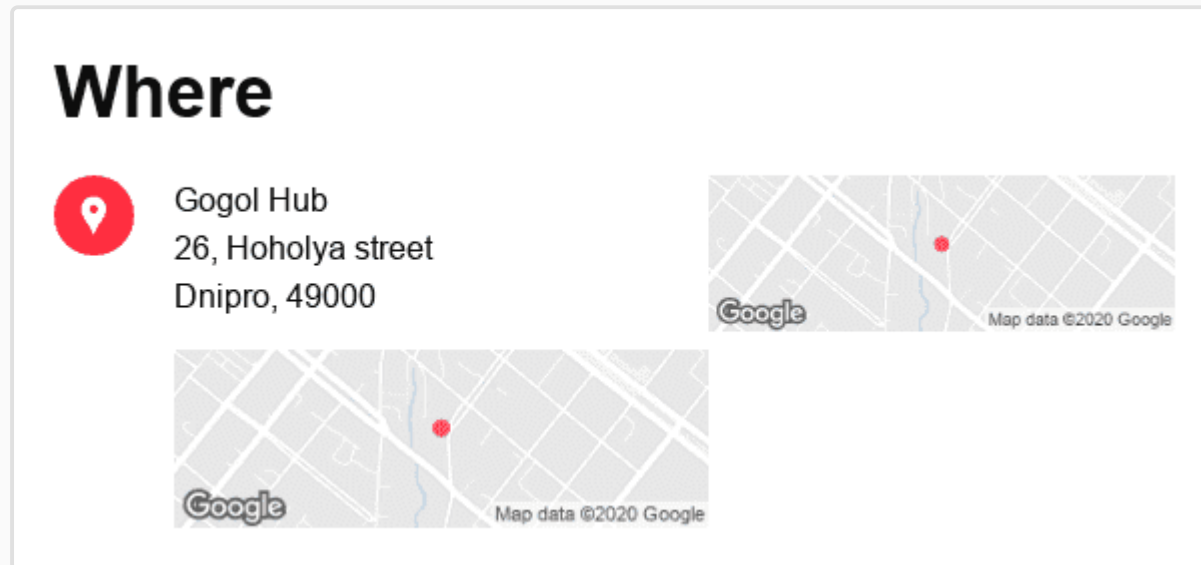 Where
Gogol Hub
26, Hoholya street
Dnipro, 49000
Google
Map data ©2020 Google
Google
Map data ©2020 Google